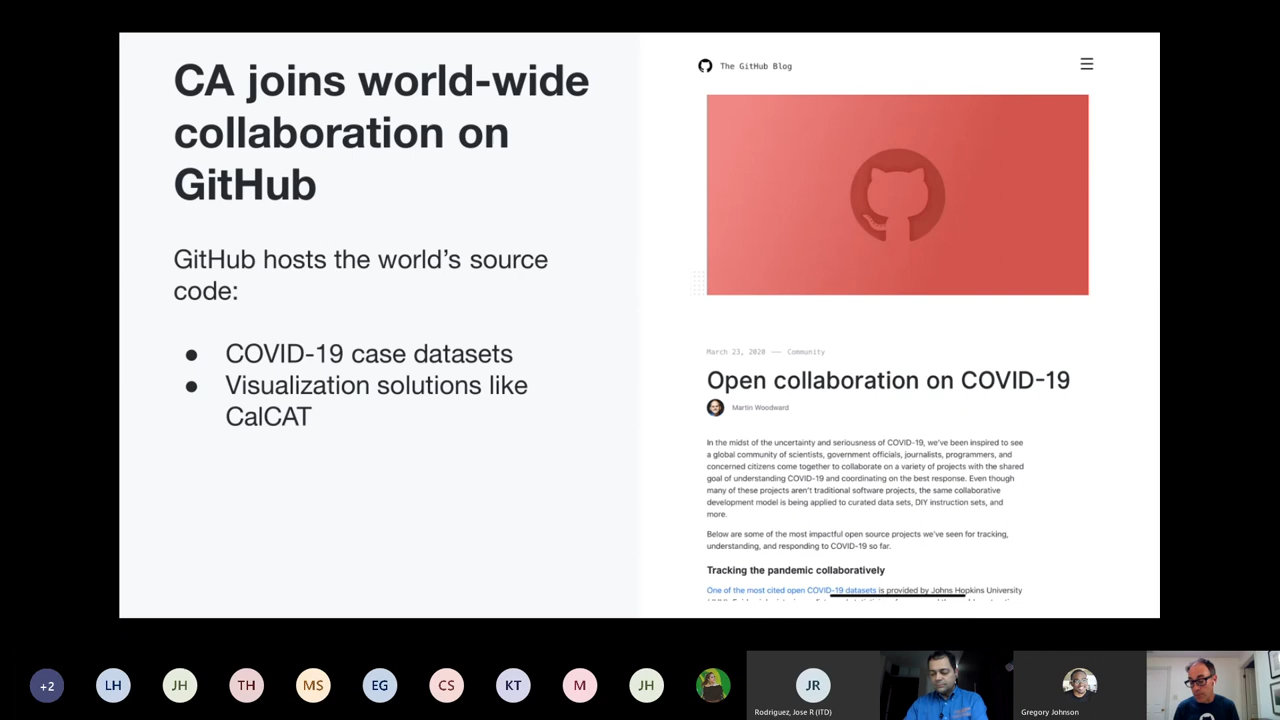 CA joins world-wide
collaboration on
GitHub
GitHub hosts the world's source
code:
● COVID-19 case datasets
● Visualization solutions like
CalCAT
The GitHub Blog
March 23, 2020 — Community
Open collaboration on COVID-19
Martin Woodward
In the midst of the uncertainty and seriousness of COVID-19, we've been inspired to see
a global community of scientists, government officials, journalists, programmers, and
concerned citizens come together to collaborate on a variety of projects with the shared
goal of understanding COVID-19 and coordinating on the best response. Even though
many of these projects aren't traditional software projects, the same collaborative
development model is being applied to curated data sets, DIY instruction sets, and
more.
Below are some of the most impactful open source projects we've seen for tracking,
understanding, and responding to COVID-19 so far.
Tracking the pandemic collaboratively
One of the most cited open COVID-19 datasets is provided by Johns Hopkins University
+2
LH
JH
TH
MS
EG
CS
KT
M
JH
JR
Rodriguez, Jose R (ITD)
Gregory Johnson